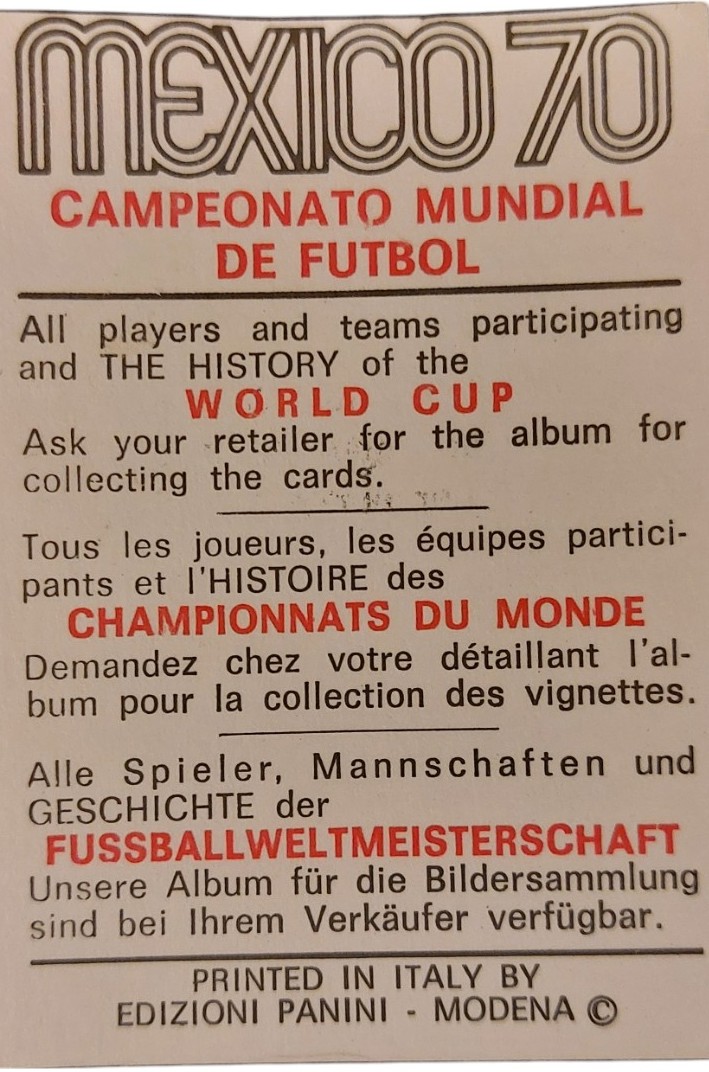 MEXICO 70
CAMPEONATO MUNDIAL
DE FUTBOL
All players and teams participating
and THE HISTORY of the
WORLD CUP
Ask your retailer for the album for
collecting the cards.
Tous les joueurs, les équipes partici-
pants et l'HISTOIRE des
CHAMPIONNATS DU MONDE
Demandez chez votre détaillant l'al-
bum pour la collection des vignettes.
Alle Spieler, Mannschaften und
GESCHICHTE der
FUSSBALLWELTMEISTERSCHAFT
Unsere Album für die Bildersammlung
sind bei Ihrem Verkäufer verfügbar.
PRINTED IN ITALY BY
EDIZIONI PANINI - MODENA ©